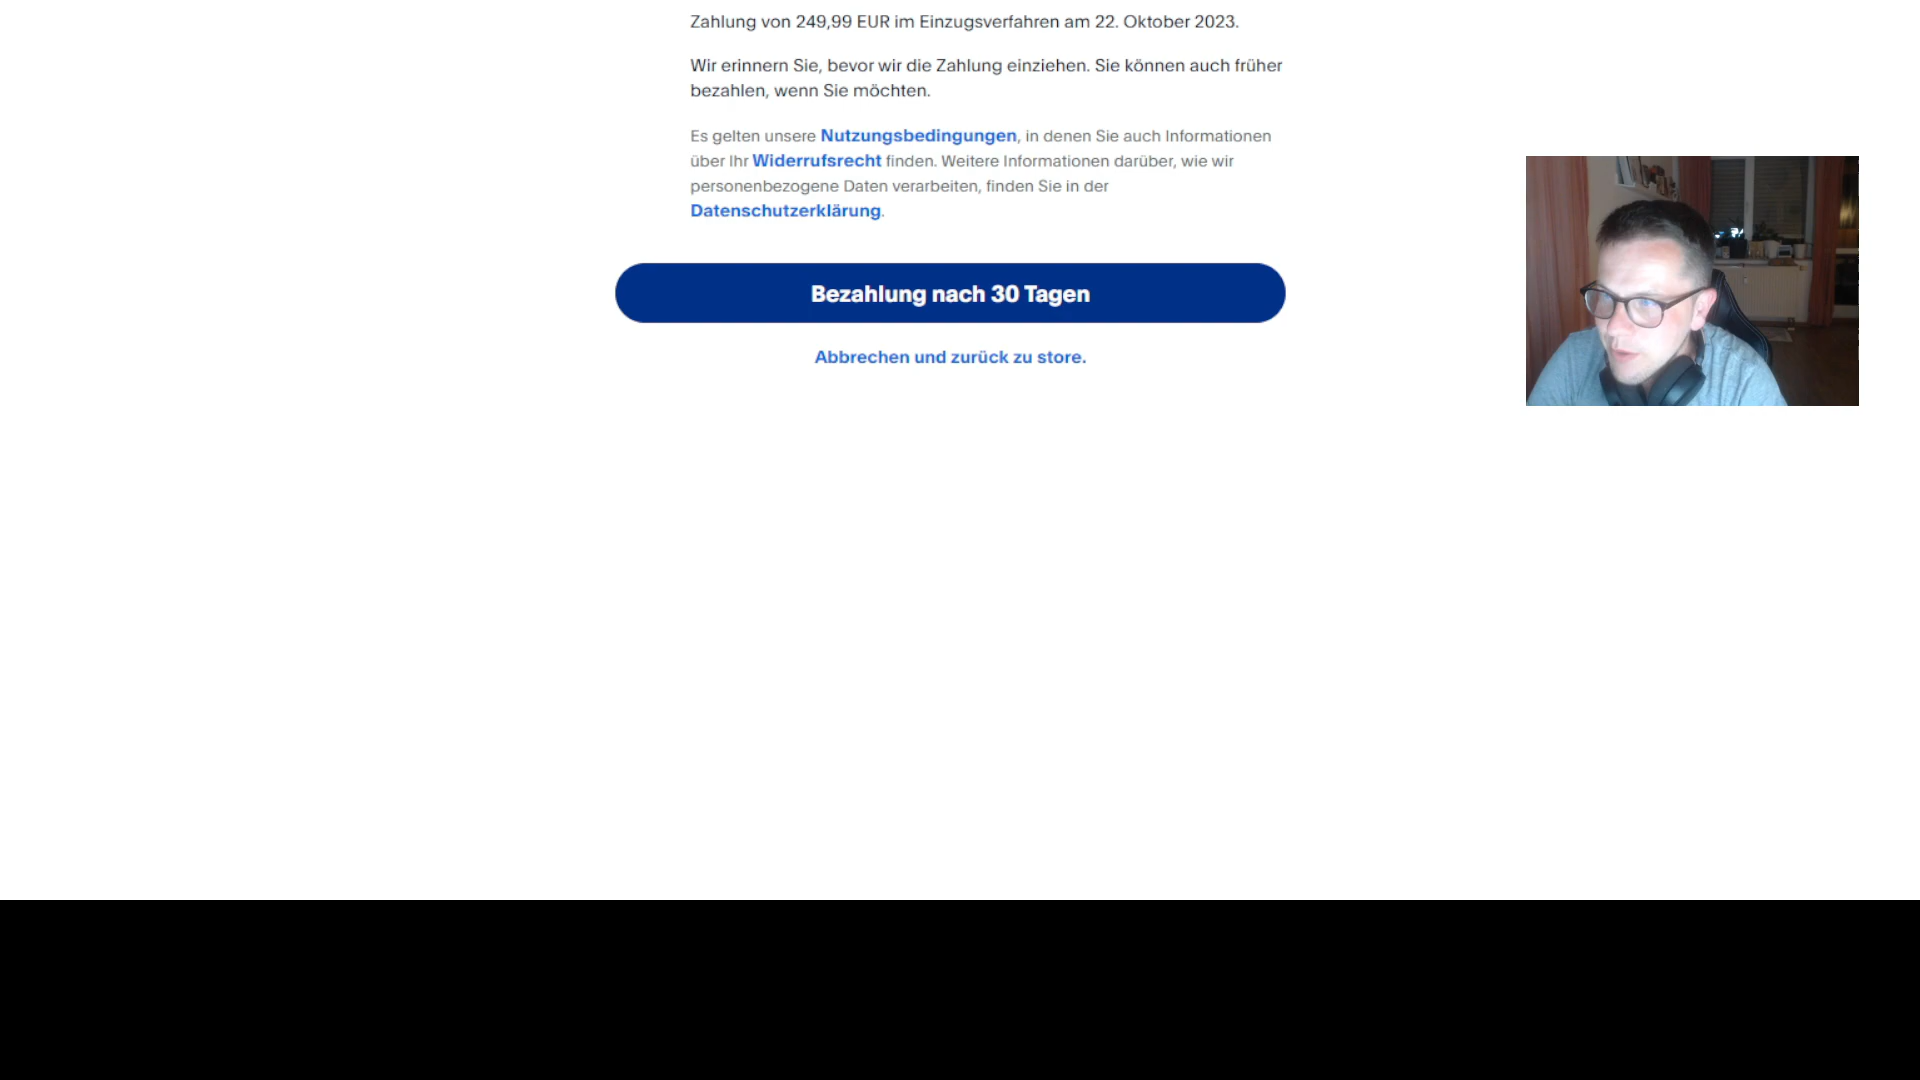 Zahlung von 249,99 EUR im Einzugsverfahren am 22. Oktober 2023.
Wir erinnern Sie, bevor wir die Zahlung einziehen. Sie können auch früher
bezahlen, wenn Sie möchten.
Es gelten unsere Nutzungsbedingungen, in denen Sie auch Informationen
über Ihr Widerrufsrecht finden. Weitere Informationen darüber, wie wir
personenbezogene Daten verarbeiten, finden Sie in der
Datenschutzerklärung.
Bezahlung nach 30 Tagen
Abbrechen und zurück zu store.